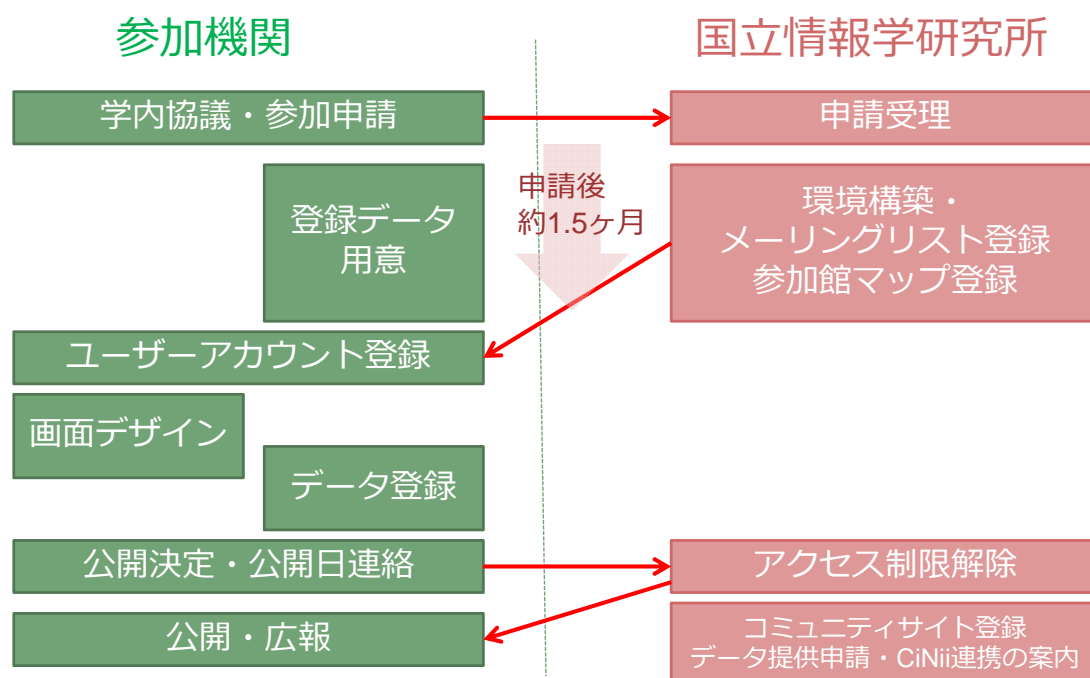 参加機関
国立情報学研究所
学内協議・参加申請
申請受理
登録データ
用意
申請後
約1.5ヶ月
環境構築・
メーリングリスト登録
参加館マップ登録
ユーザーアカウント登録
画面デザイン
データ登録
公開決定・公開日連絡
アクセス制限解除
公開・広報
コミュニティサイト登録
データ提供申請・CiNii連携の案内